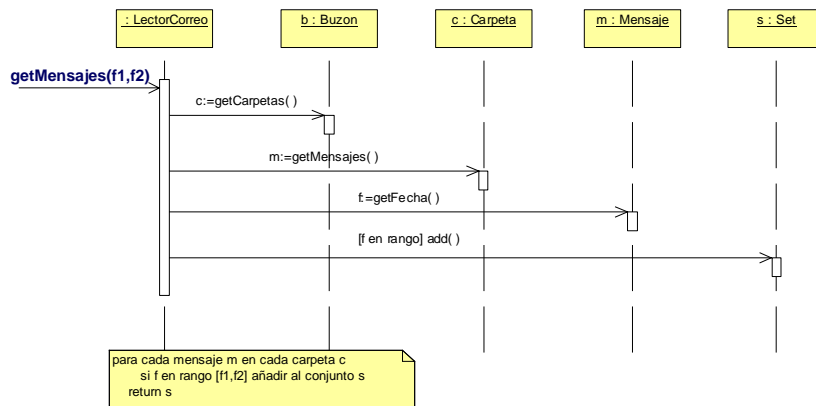 : LectorCorreo
b : Buzon
c : Carpeta
m : Mensaje
s : Set
getMensajes(f1,f2)
c:=getCarpetas( )
m:=getMensajes( )
f:=getFecha( )
[f en rango] add( )
para cada mensaje m en cada carpeta c
si f en rango [f1,f2] añadir al conjunto s
return s